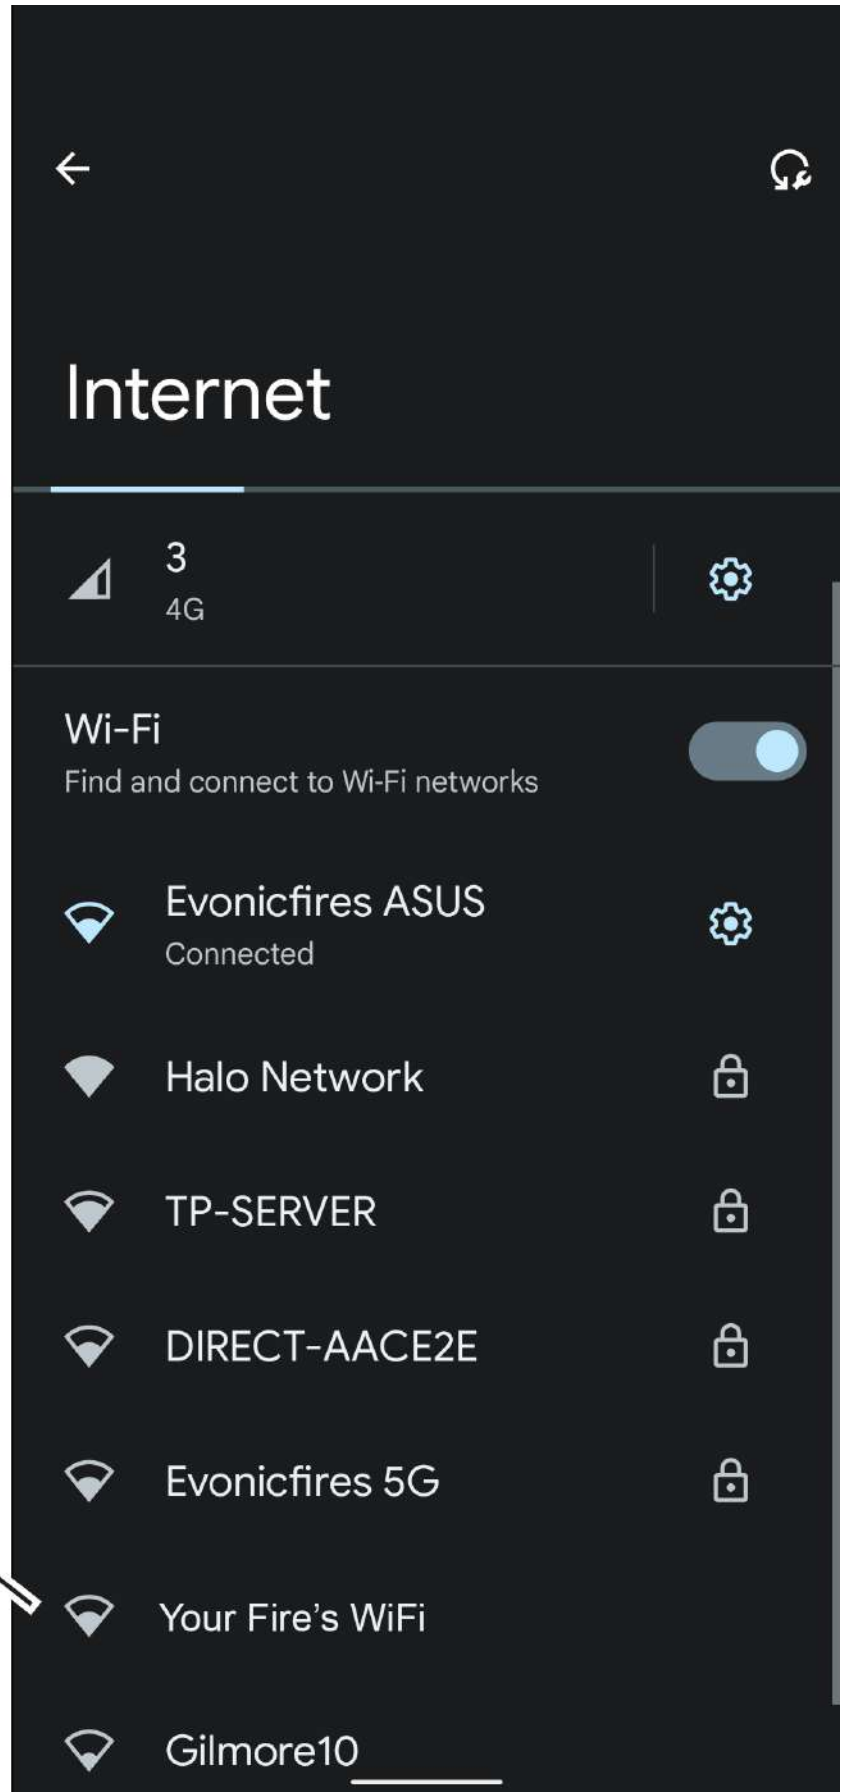 Internet
3
4G
Wi-Fi
Find and connect to Wi-Fi networks
Evonicfires ASUS
Connected
Halo Network
TP-SERVER
DIRECT-AACE2E
Evonicfires 5G
Your Fire's WiFi
Gilmore10